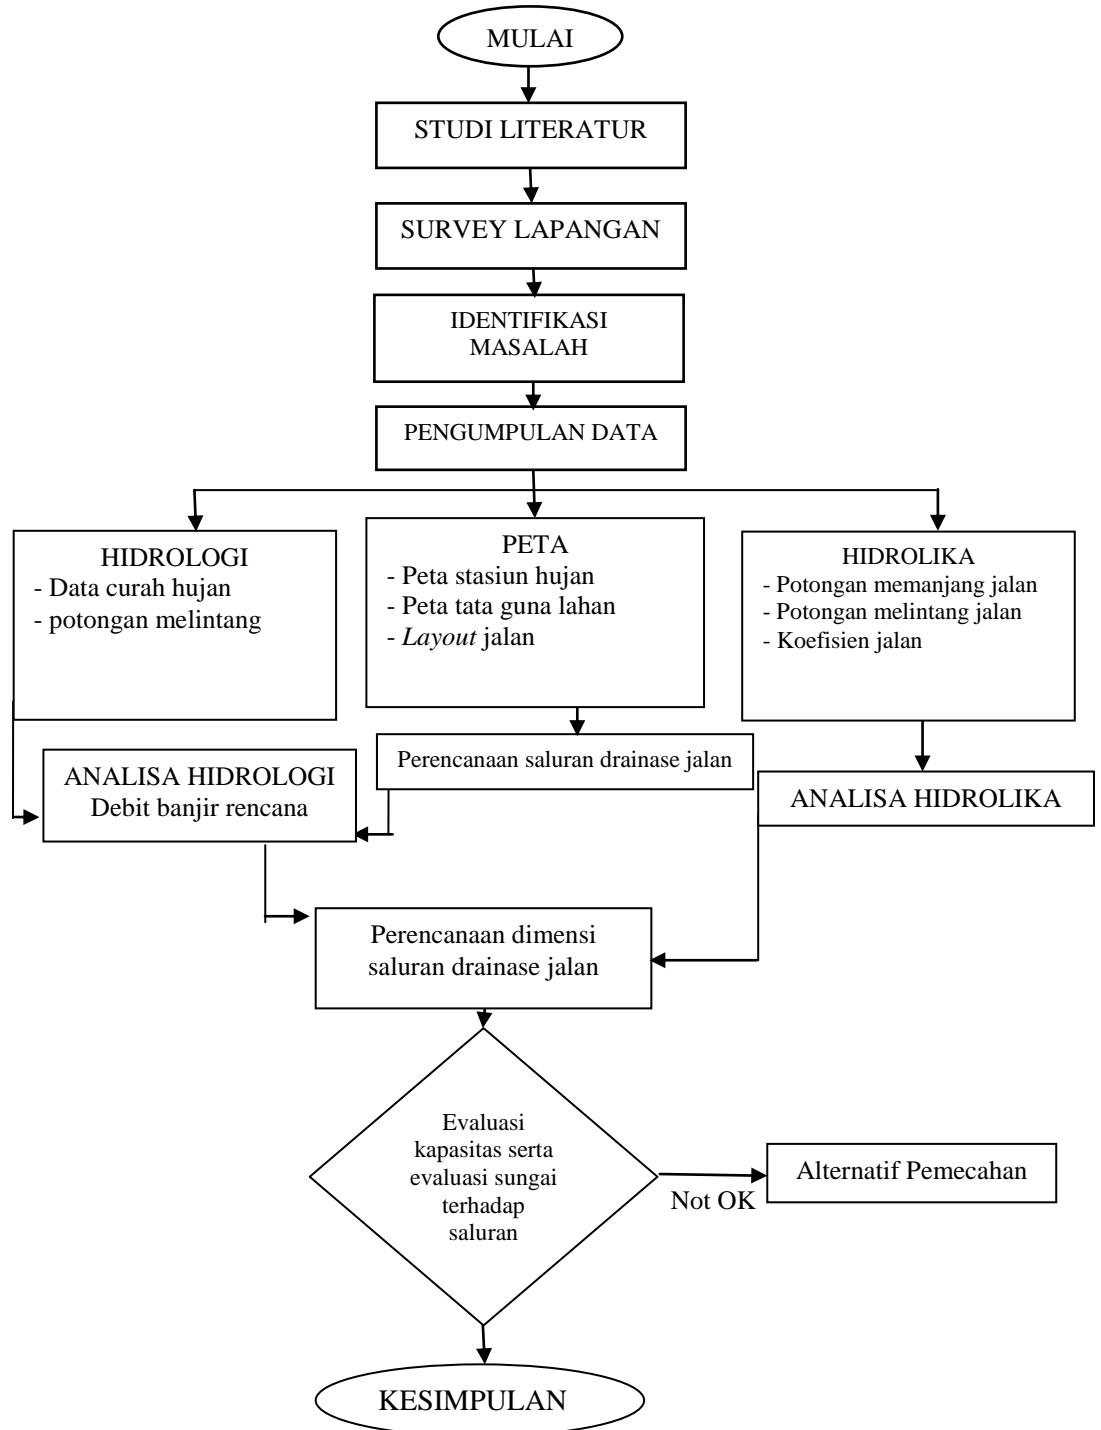 MULAI
STUDI LITERATUR
SURVEY LAPANGAN
IDENTIFIKASI
MASALAH
PENGUMPULAN DATA
HIDROLOGI
- Data curah hujan
- potongan melintang
PETA
- Peta stasiun hujan
- Peta tata guna lahan
- Layout jalan
HIDROLIKA
- Potongan memanjang jalan
- Potongan melintang jalan
- Koefisien jalan
ANALISA HIDROLOGI
Debit banjir rencana
Perencanaan saluran drainase jalan
ANALISA HIDROLIKA
Perencanaan dimensi
saluran drainase jalan
Evaluasi
kapasitas serta
evaluasi sungai
terhadap
saluran
Not OK
Alternatif Pemecahan
KESIMPULAN